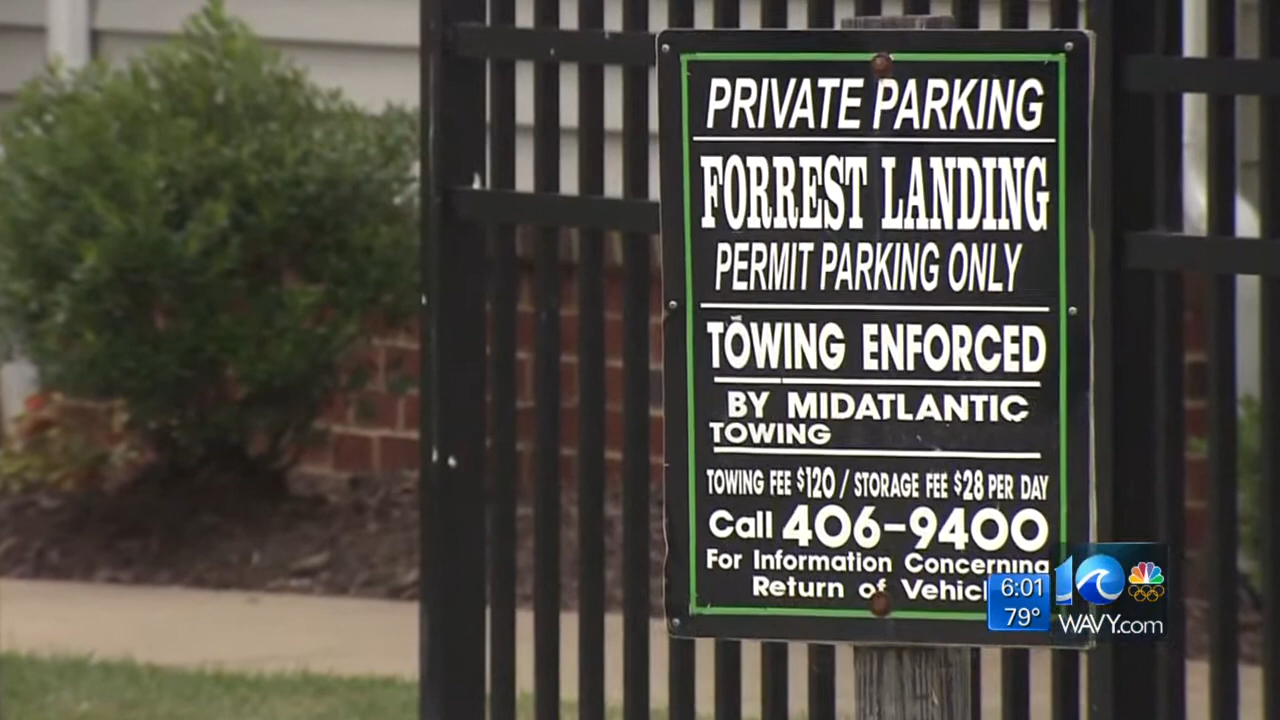 PRIVATE PARKING
FORREST LANDING
PERMIT PARKING ONLY
TOWING ENFORCED
BY MIDATLANTIC
TOWING
TOWING FEE $120 / STORAGE FEE $28 PER DAY
Call 406-9400
For Information Concerning
Return of
6:01
79°
10
WAVY.com